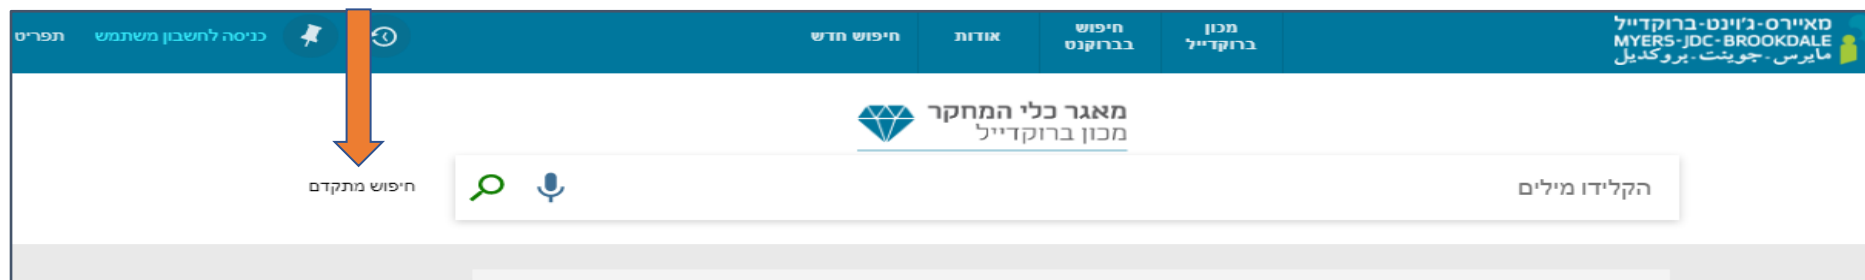 מאיירס-ג'וינט-ברוקדייל
MYERS-JDC-BROOKDALE
مايرس-جوينت-بروكديل
מכון
ברוקדייל
חיפוש
בברוקנט
אודות
חיפוש חדש
כניסה לחשבון משתמש
תפריט
מאגר כלי המחקר
מכון ברוקדייל
הקלידו מילים
חיפוש מתקדם